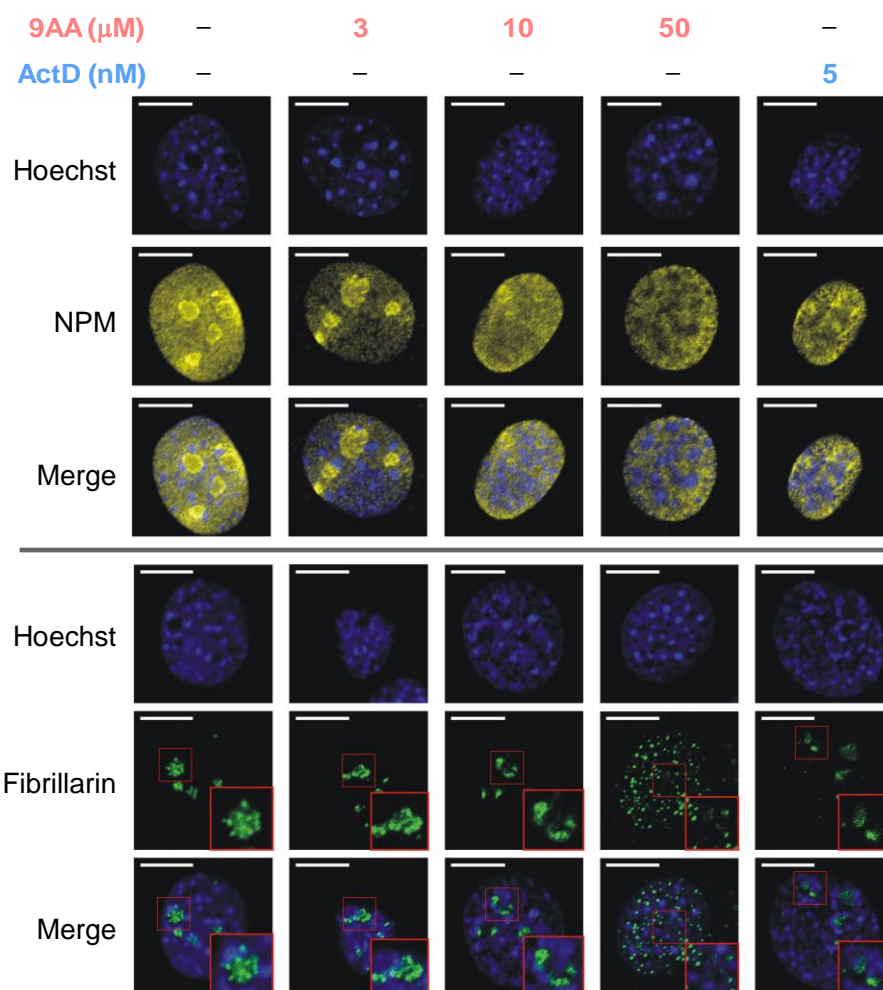 9AA (μM) – 3 10 50 –
ActD (nM) – – – – 5
Hoechst
NPM
Merge
Hoechst
Fibrillarin
Merge